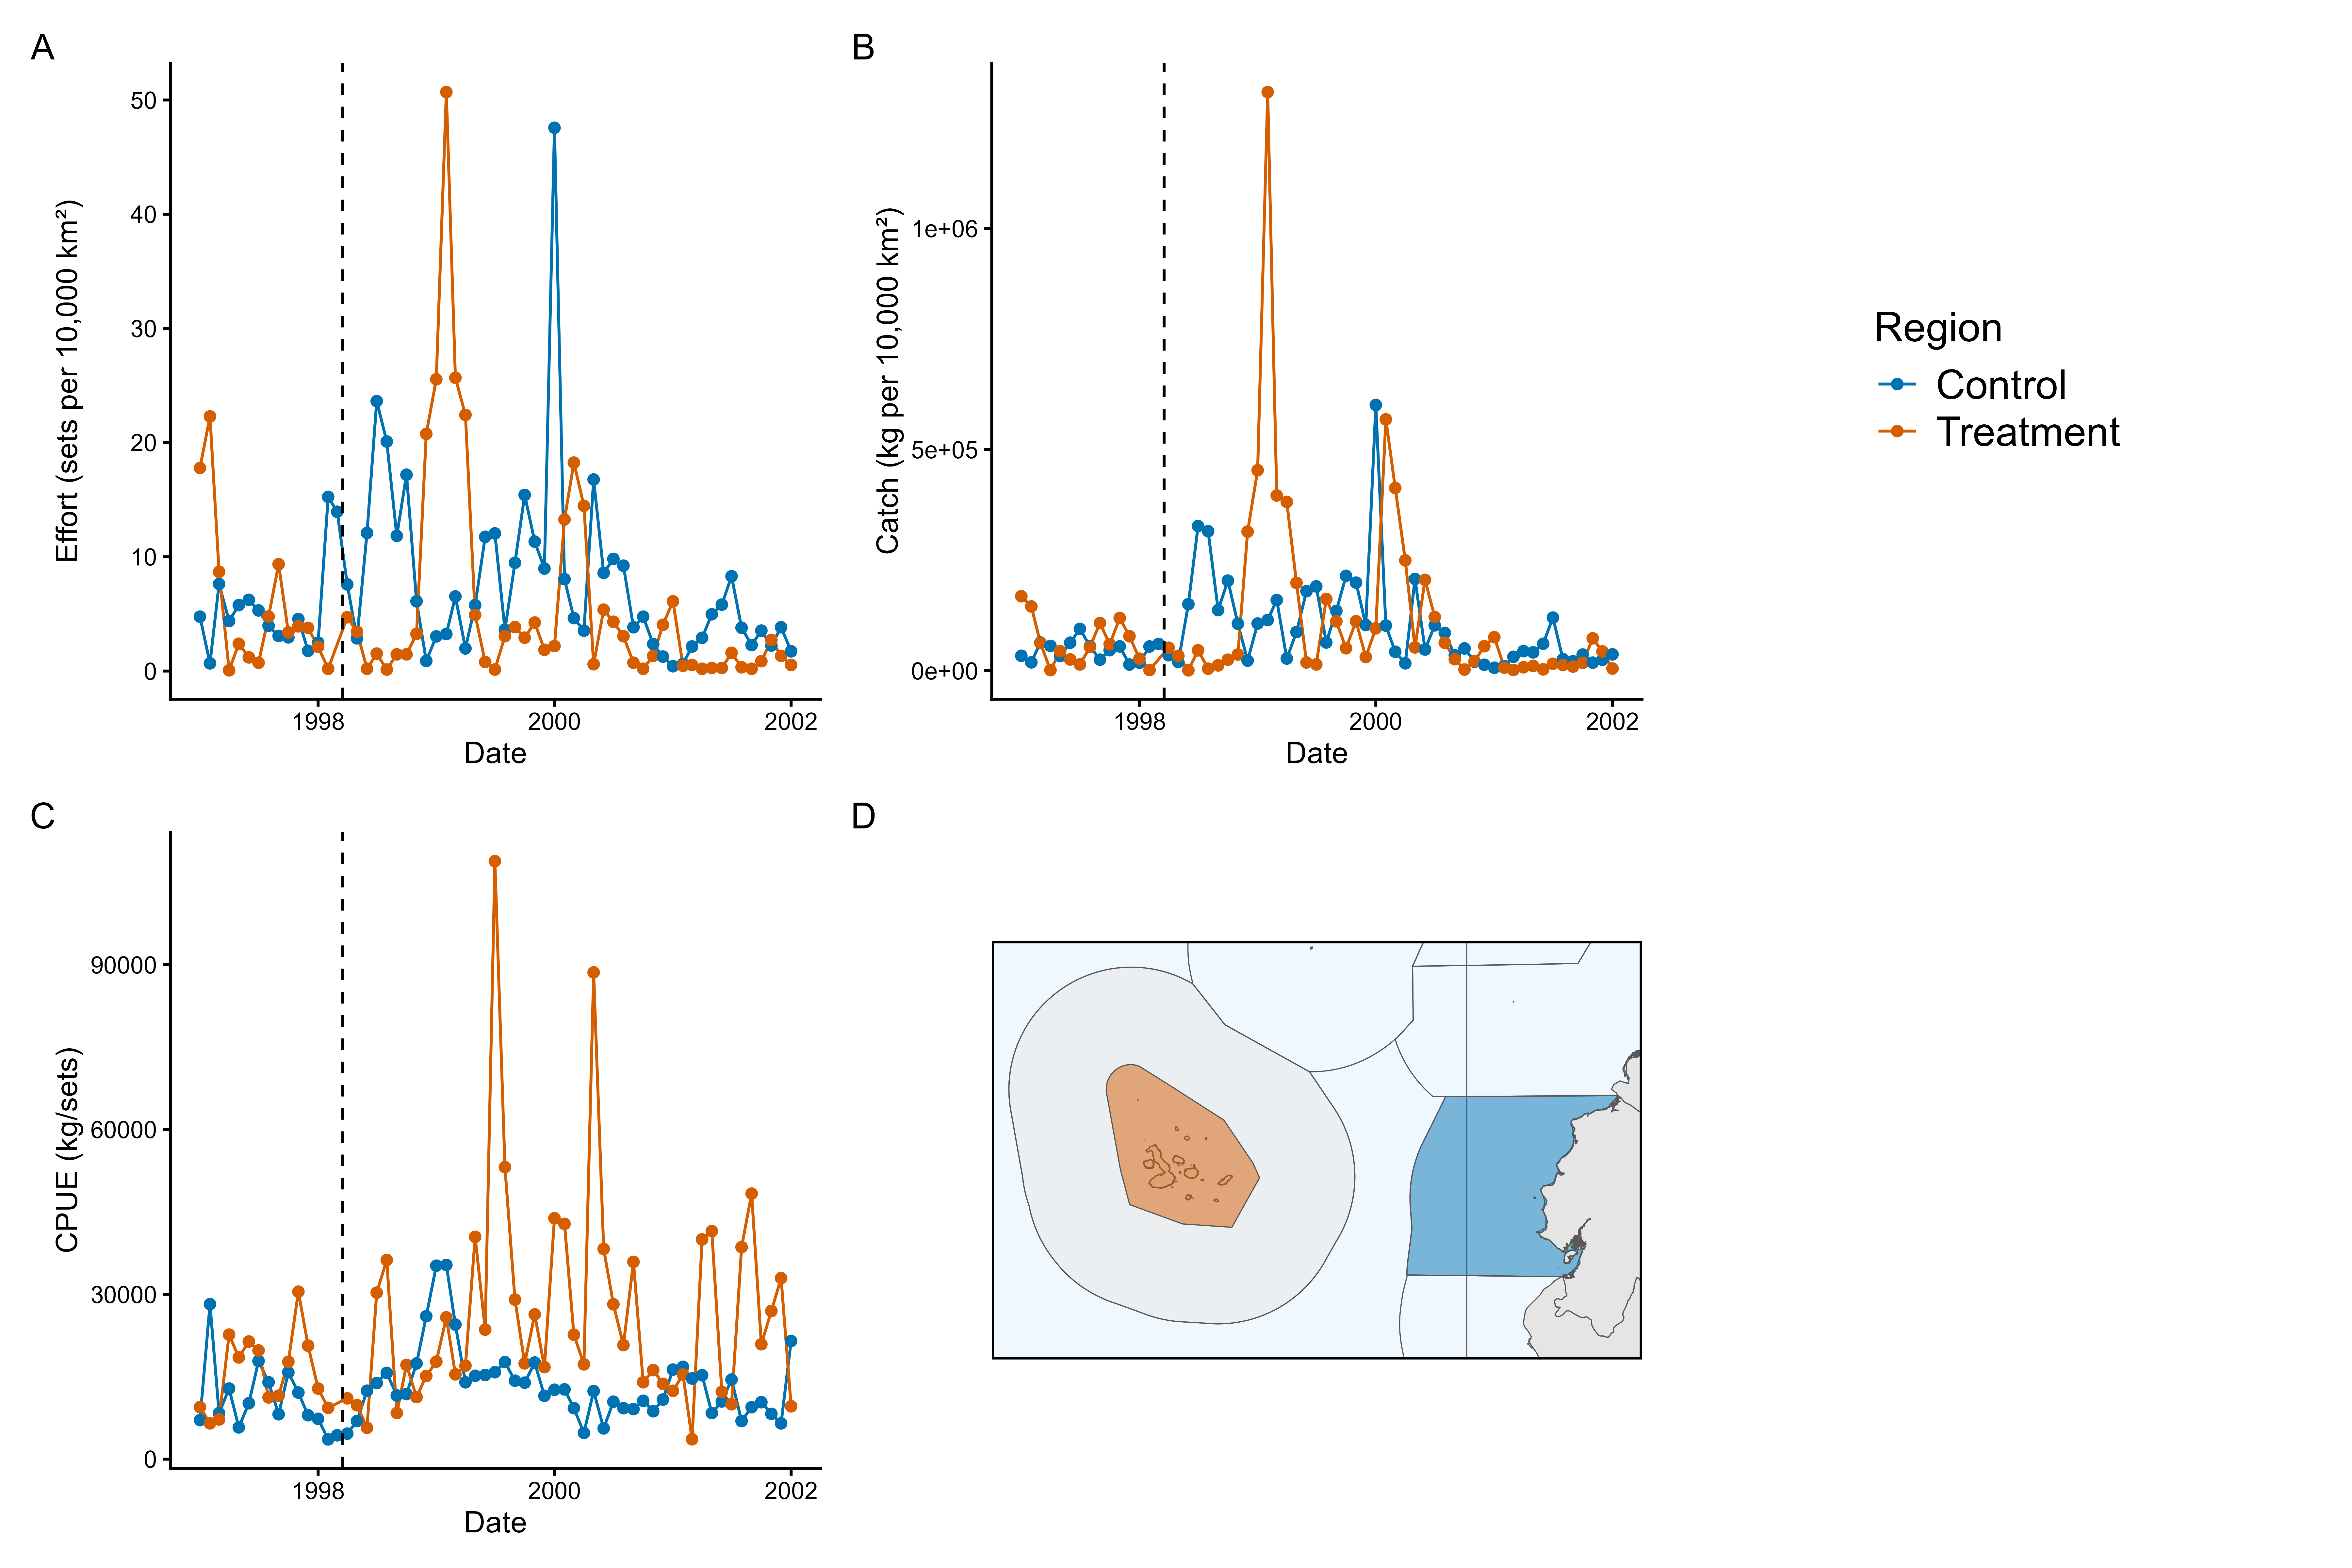 A
Effort (sets per 10,000 km²)
50
40
30
20
10
0
1998
2000
2002
Date
B
Catch (kg per 10,000 km²)
1e+06
5e+05
0e+00
1998
2000
2002
Date
Region
Control
Treatment
C
CPUE (kg/sets)
90000
60000
30000
0
1998
2000
2002
Date
D